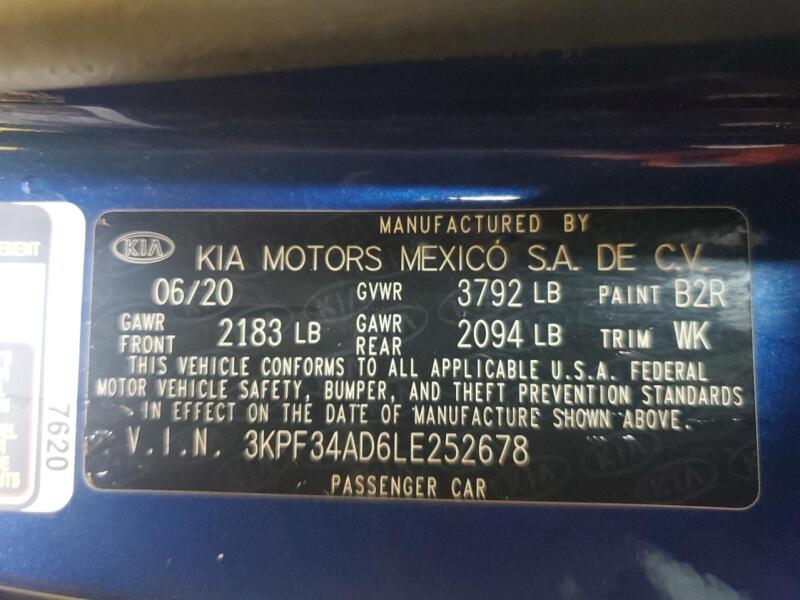 MANUFACTURED BY
KIA KIA MOTORS MEXICÓ S.A. DE C.V.
06/20 GVWR 3792 LB PAINT B2R
GAWR FRONT 2183 LB GAWR REAR 2094 LB TRIM WK
THIS VEHICLE CONFORMS TO ALL APPLICABLE U.S.A. FEDERAL
MOTOR VEHICLE SAFETY, BUMPER, AND THEFT PREVENTION STANDARDS
IN EFFECT ON THE DATE OF MANUFACTURE SHOWN ABOVE.
V.I.N. 3KPF34AD6LE252678
PASSENGER CAR
7620